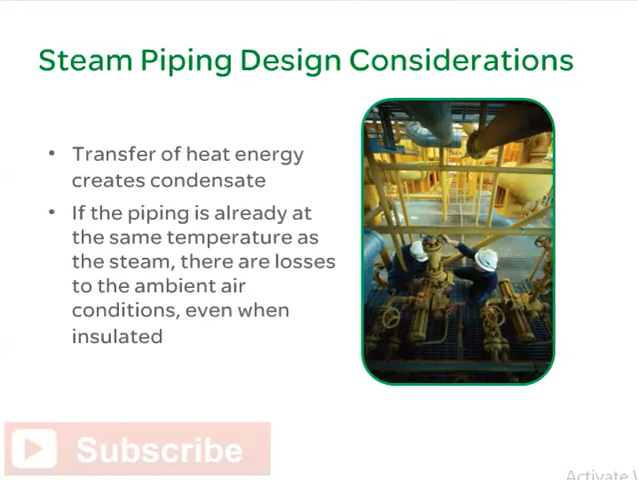 Steam Piping Design Considerations
• Transfer of heat energy
creates condensate
• If the piping is already at
the same temperature as
the steam, there are losses
to the ambient air
conditions, even when
insulated
Subscribe
Activate